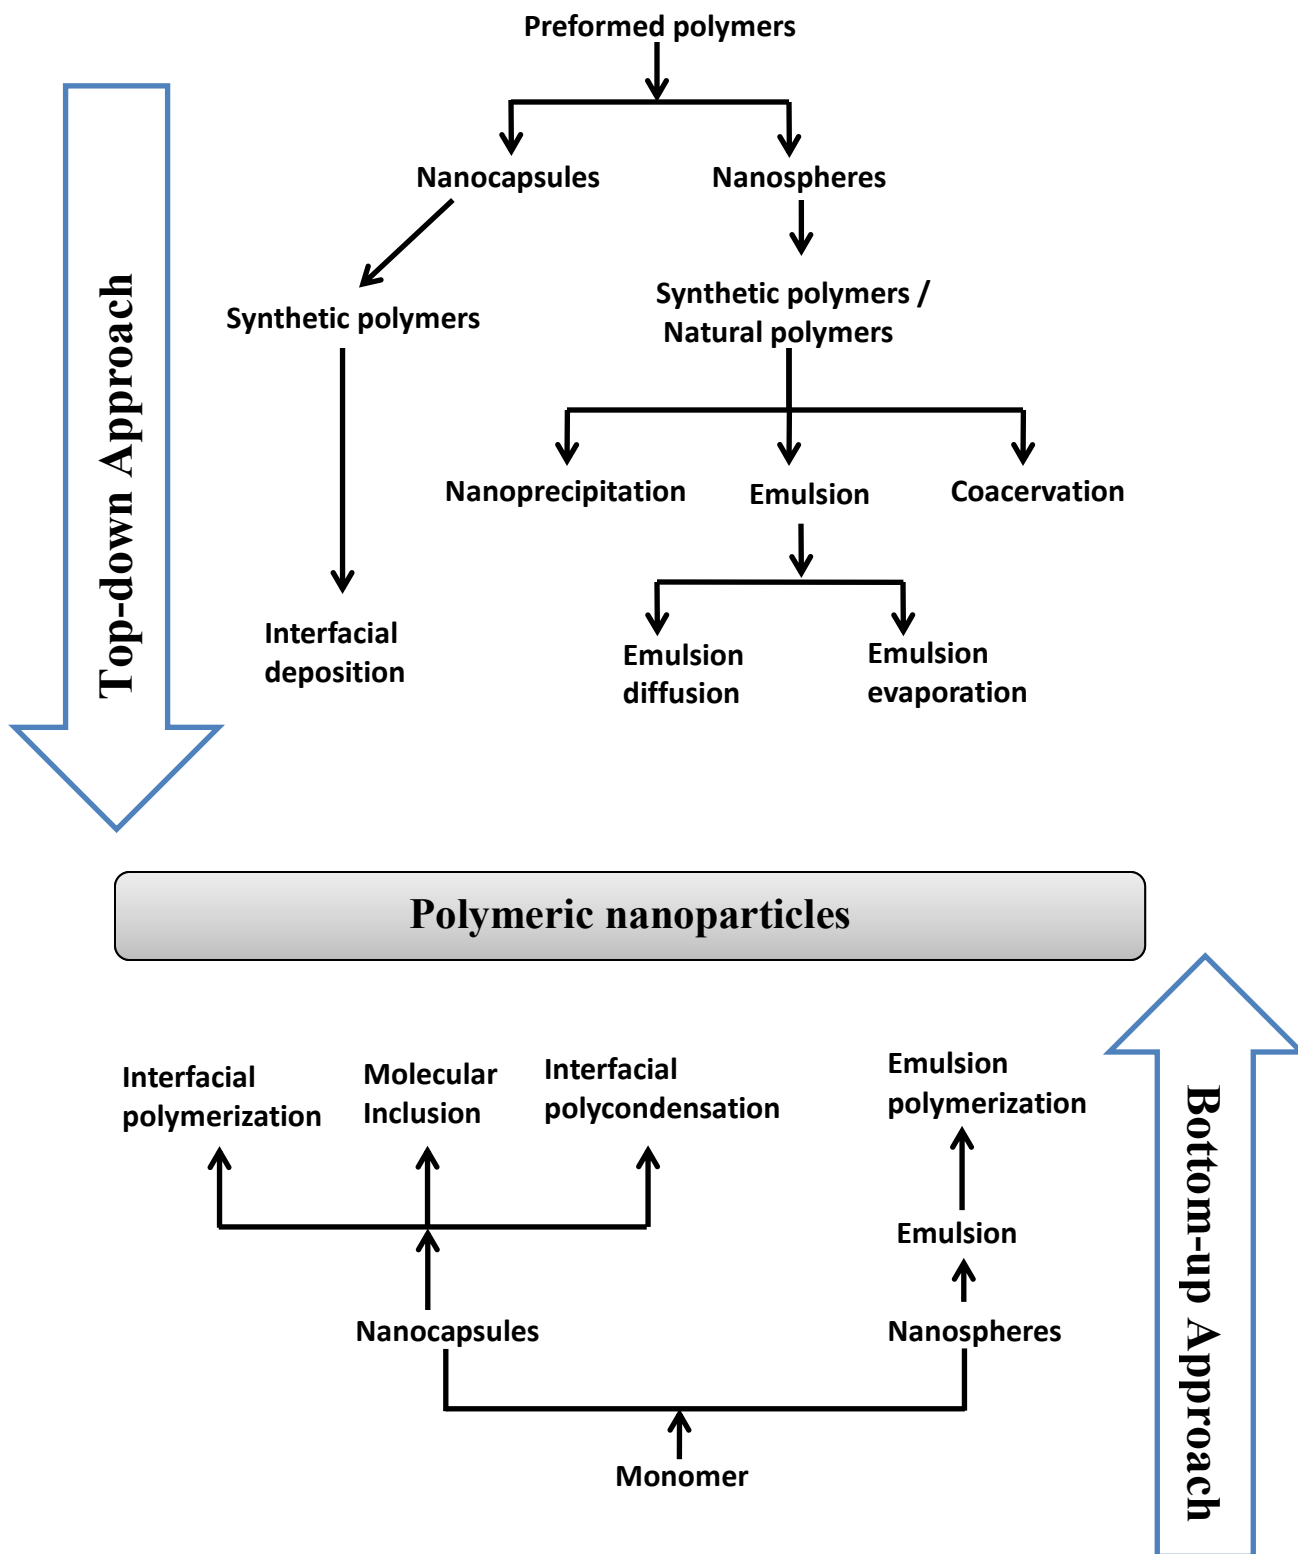 Preformed polymers
Nanocapsules
Nanospheres
Synthetic polymers
Synthetic polymers /
Natural polymers
Nanoprecipitation
Emulsion
Coacervation
Interfacial
deposition
Emulsion
diffusion
Emulsion
evaporation
Top-down Approach
Polymeric nanoparticles
Interfacial
polymerization
Molecular
Inclusion
Interfacial
polycondensation
Emulsion
polymerization
Emulsion
Nanocapsules
Nanospheres
Monomer
Bottom-up Approach